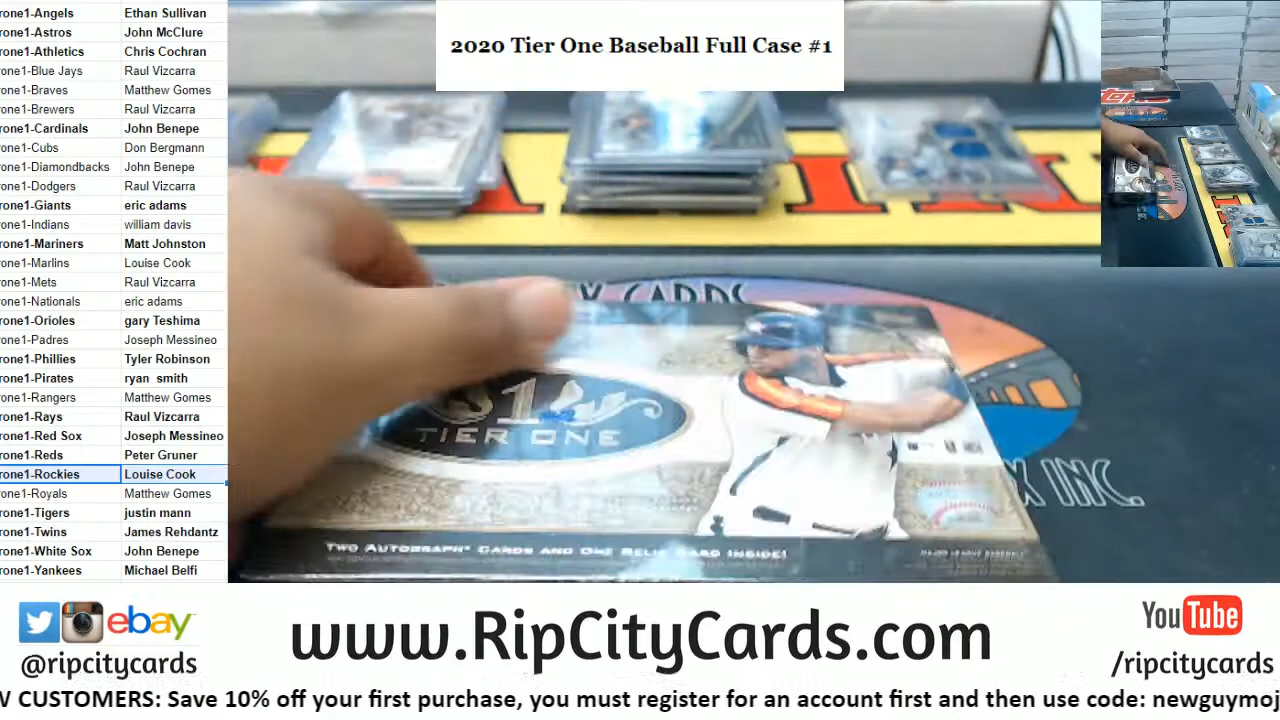 rone1-Angels Ethan Sullivan
rone1-Astros John McClure
rone1-Athletics Chris Cochran
rone1-Blue Jays Raul Vizcarra
rone1-Braves Matthew Gomes
rone1-Brewers Raul Vizcarra
rone1-Cardinals John Benepe
rone1-Cubs Don Bergmann
rone1-Diamondbacks John Benepe
rone1-Dodgers Raul Vizcarra
rone1-Giants eric adams
rone1-Indians william davis
rone1-Mariners Matt Johnston
rone1-Marlins Louise Cook
rone1-Mets Raul Vizcarra
rone1-Nationals eric adams
rone1-Orioles gary Teshima
rone1-Padres Joseph Messineo
rone1-Phillies Tyler Robinson
rone1-Pirates ryan smith
rone1-Rangers Matthew Gomes
rone1-Rays Raul Vizcarra
rone1-Red Sox Joseph Messineo
rone1-Reds Peter Gruner
rone1-Rockies Louise Cook
rone1-Royals Matthew Gomes
rone1-Tigers justin mann
rone1-Twins James Rehdantz
rone1-White Sox John Benepe
rone1-Yankees Michael Belfi
2020 Tier One Baseball Full Case #1
Topps
CARDS
INC.
TIER ONE
TWO AUTOGRAPH CARDS AND ONE RELIC CARD INSIDE!
ebay
@ripcitycards
www.RipCityCards.com
YouTube
/ripcitycards
W CUSTOMERS: Save 10% off your first purchase, you must register for an account first and then use code: newguymoj